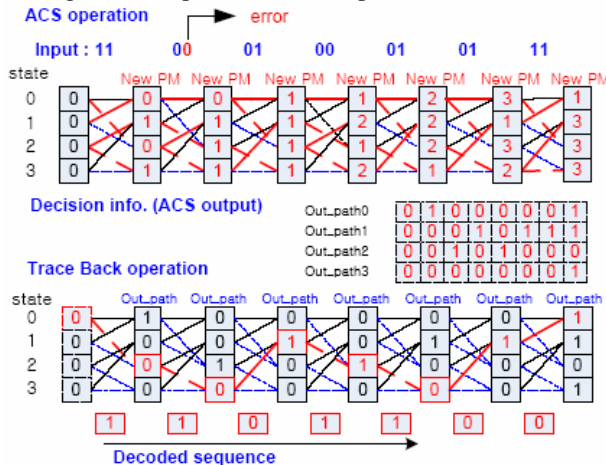 ACS operation error
Input : 11 00 01 00 01 01 11
state New PM New PM New PM New PM New PM New PM New PM
0 0 0 0 1 1 2 3 1
1 0 1 1 1 2 2 1 3
2 0 0 1 1 1 2 3 3
3 0 1 1 1 2 1 2 3
Decision info. (ACS output)
Out_path0 0 1 0 0 0 0 0 1
Out_path1 0 0 0 1 0 1 1 1
Out_path2 0 0 1 0 1 0 0 0
Out_path3 0 0 0 0 0 0 0 1
Trace Back operation
state Out_path Out_path Out_path Out_path Out_path Out_path Out_path
0 0 1 0 0 0 0 0 1
1 0 0 0 1 0 1 1 1
2 0 0 1 0 1 0 0 0
3 0 0 0 0 0 0 0 1
1 1 0 1 1 0 0
Decoded sequence